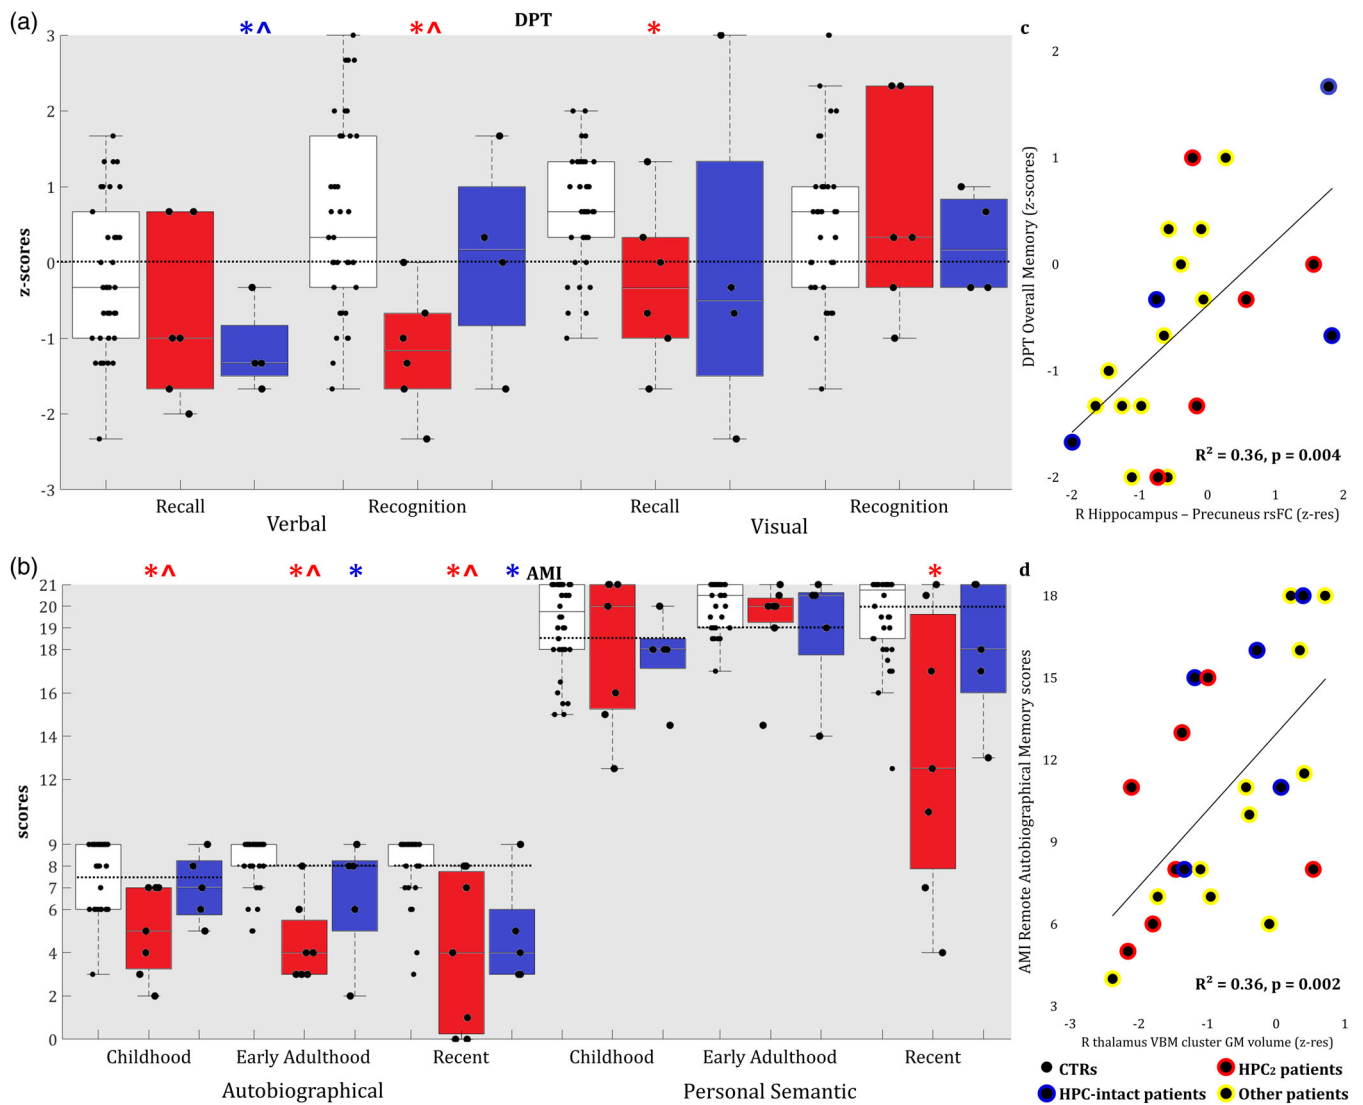 (a)
DPT
*^
*^
*
z-scores
3
2
1
0
-1
-2
-3
Recall
Recognition
Recall
Recognition
Verbal
Visual
c
DPT Overall Memory (z-scores)
2
1
0
-1
-2
R² = 0.36, p = 0.004
-2
-1
0
1
2
R Hippocampus – Precuneus rsFC (z-res)
(b)
AMI
*^
*^
*
*^
*
*
scores
21
20
19
18
16
14
12
9
8
7
6
4
2
0
Childhood
Early Adulthood
Recent
Childhood
Early Adulthood
Recent
Autobiographical
Personal Semantic
d
AMI Remote Autobiographical Memory scores
18
15
12
9
6
3
R² = 0.36, p = 0.002
-3
-2
-1
0
1
R thalamus VBM cluster GM volume (z-res)
CTRs
HPC₂ patients
HPC-intact patients
Other patients